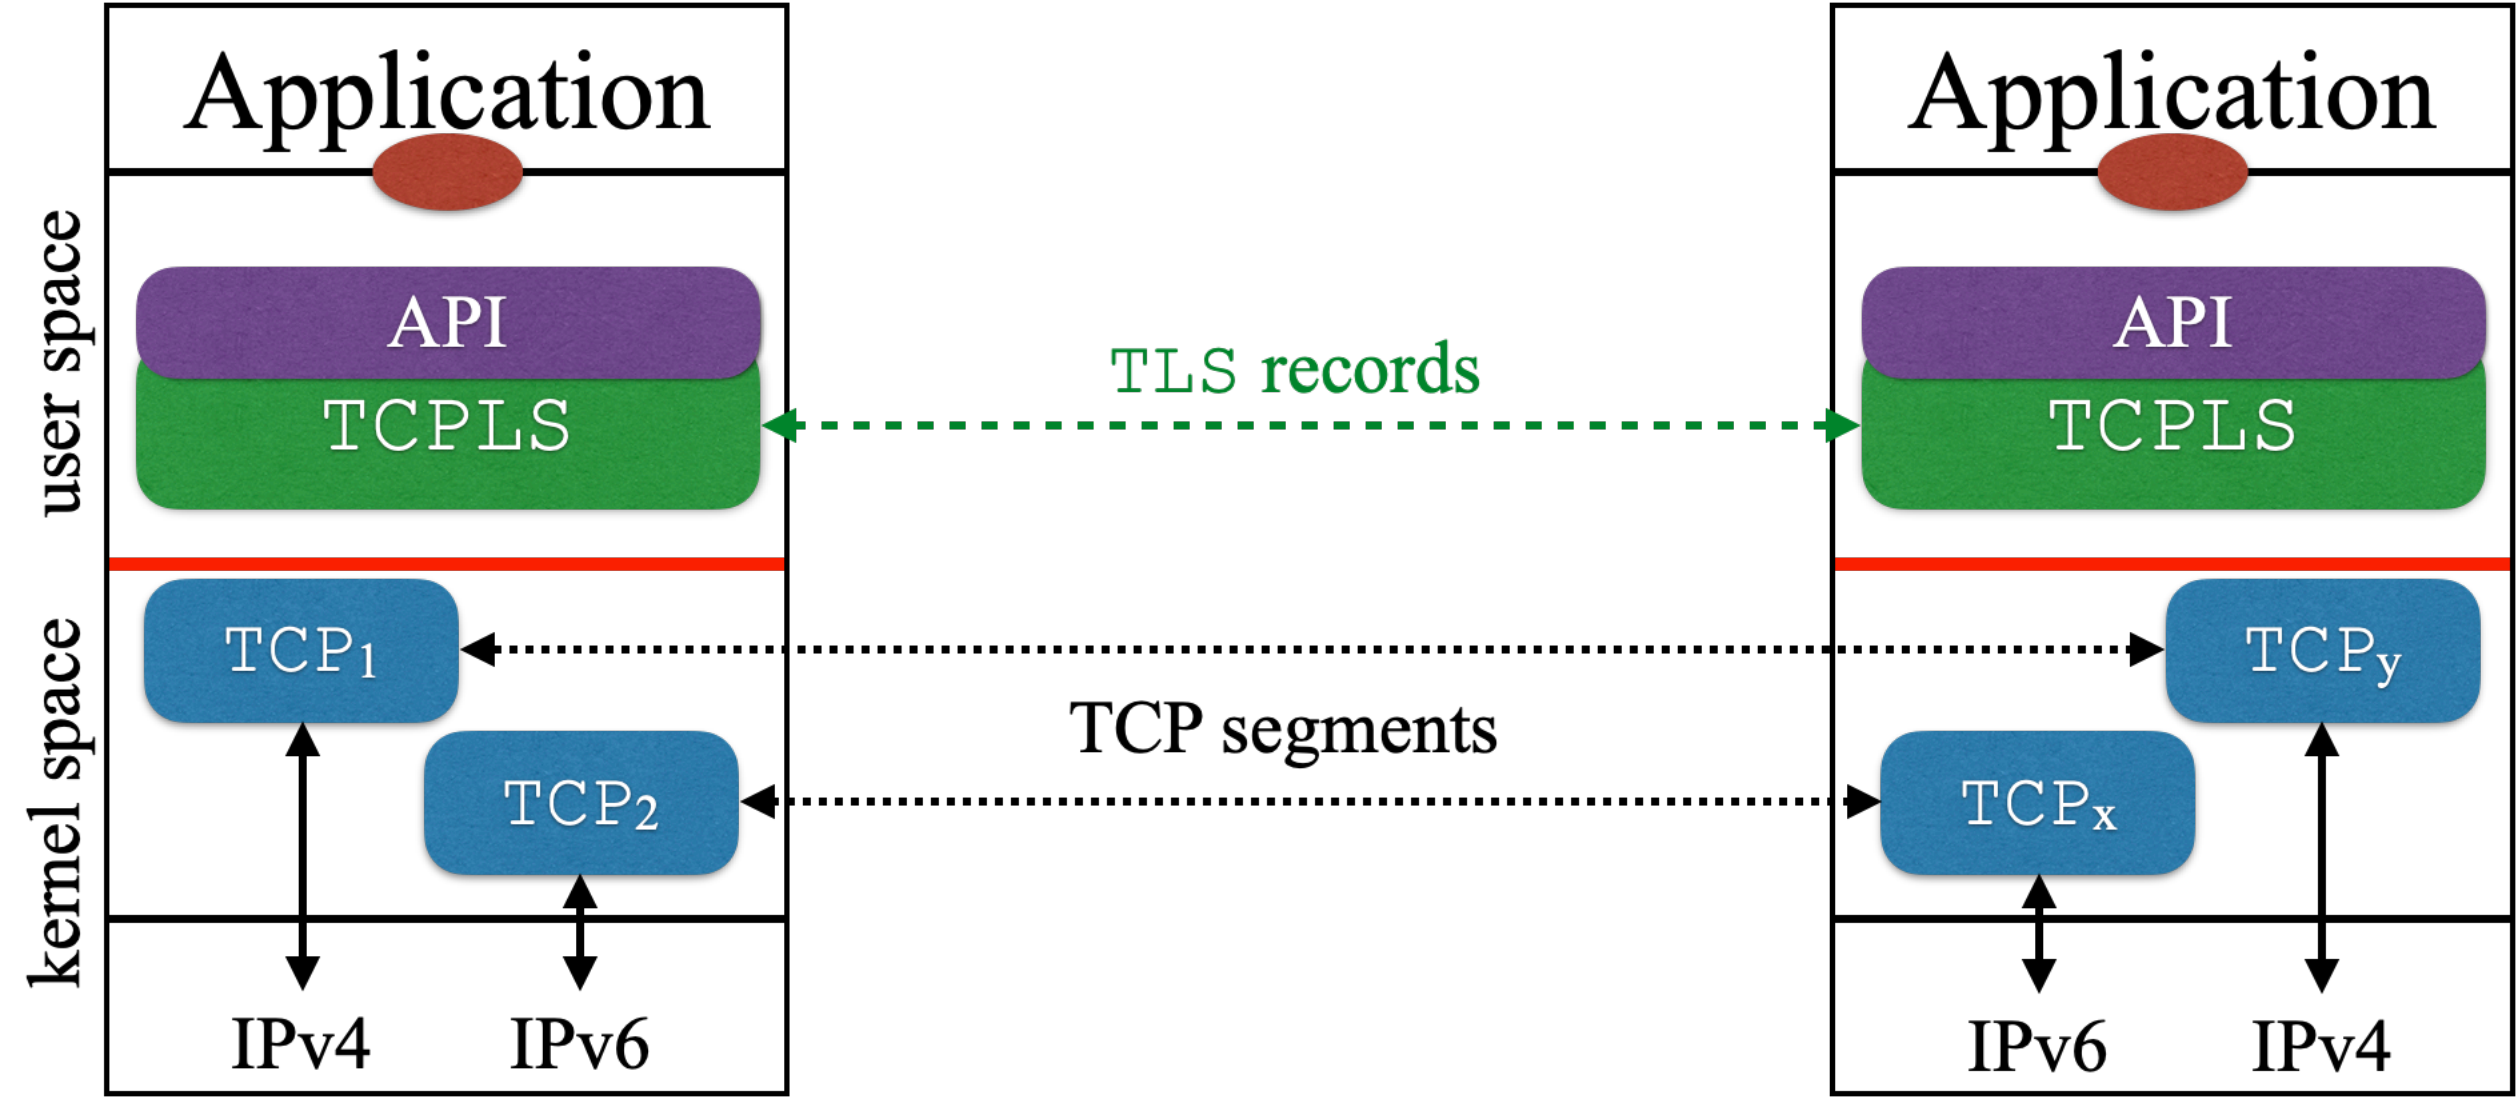 Application
user space
API
TCPLS
kernel space
TCP1
TCP2
IPv4
IPv6
TLS records
TCP segments
Application
API
TCPLS
TCPy
TCPx
IPv6
IPv4